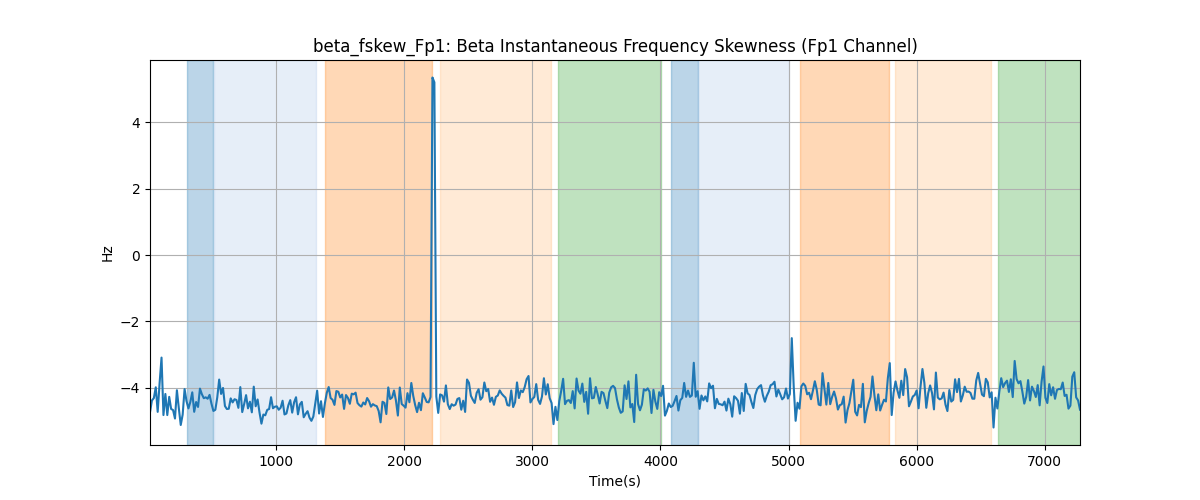 beta_fskew_Fp1: Beta Instantaneous Frequency Skewness (Fp1 Channel)
Hz
4
2
0
−2
−4
1000 2000 3000 4000 5000 6000 7000
Time(s)